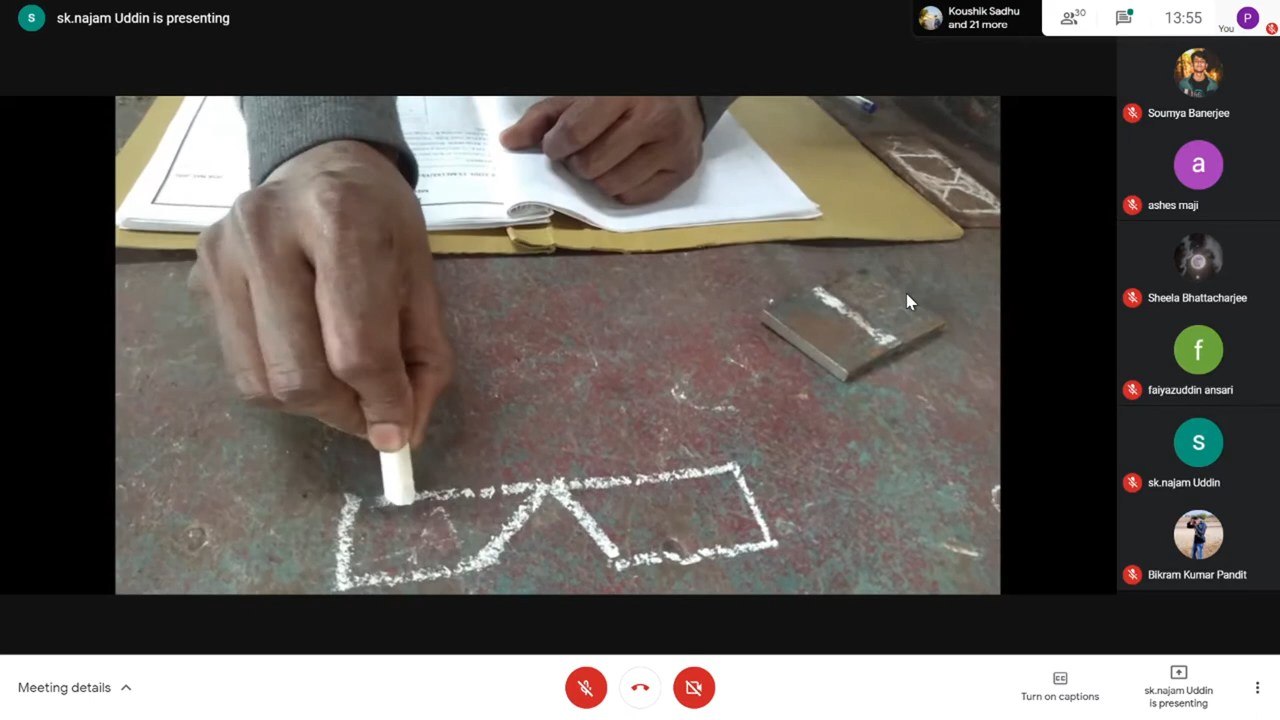 s sk.najam Uddin is presenting
Koushik Sadhu
and 21 more
30
13:55
You
P
Soumya Banerjee
a
ashes maji
Sheela Bhattacharjee
f
faiyazuddin ansari
s
sk.najam Uddin
Bikram Kumar Pandit
Meeting details
CC
Turn on captions
sk.najam Uddin
is presenting